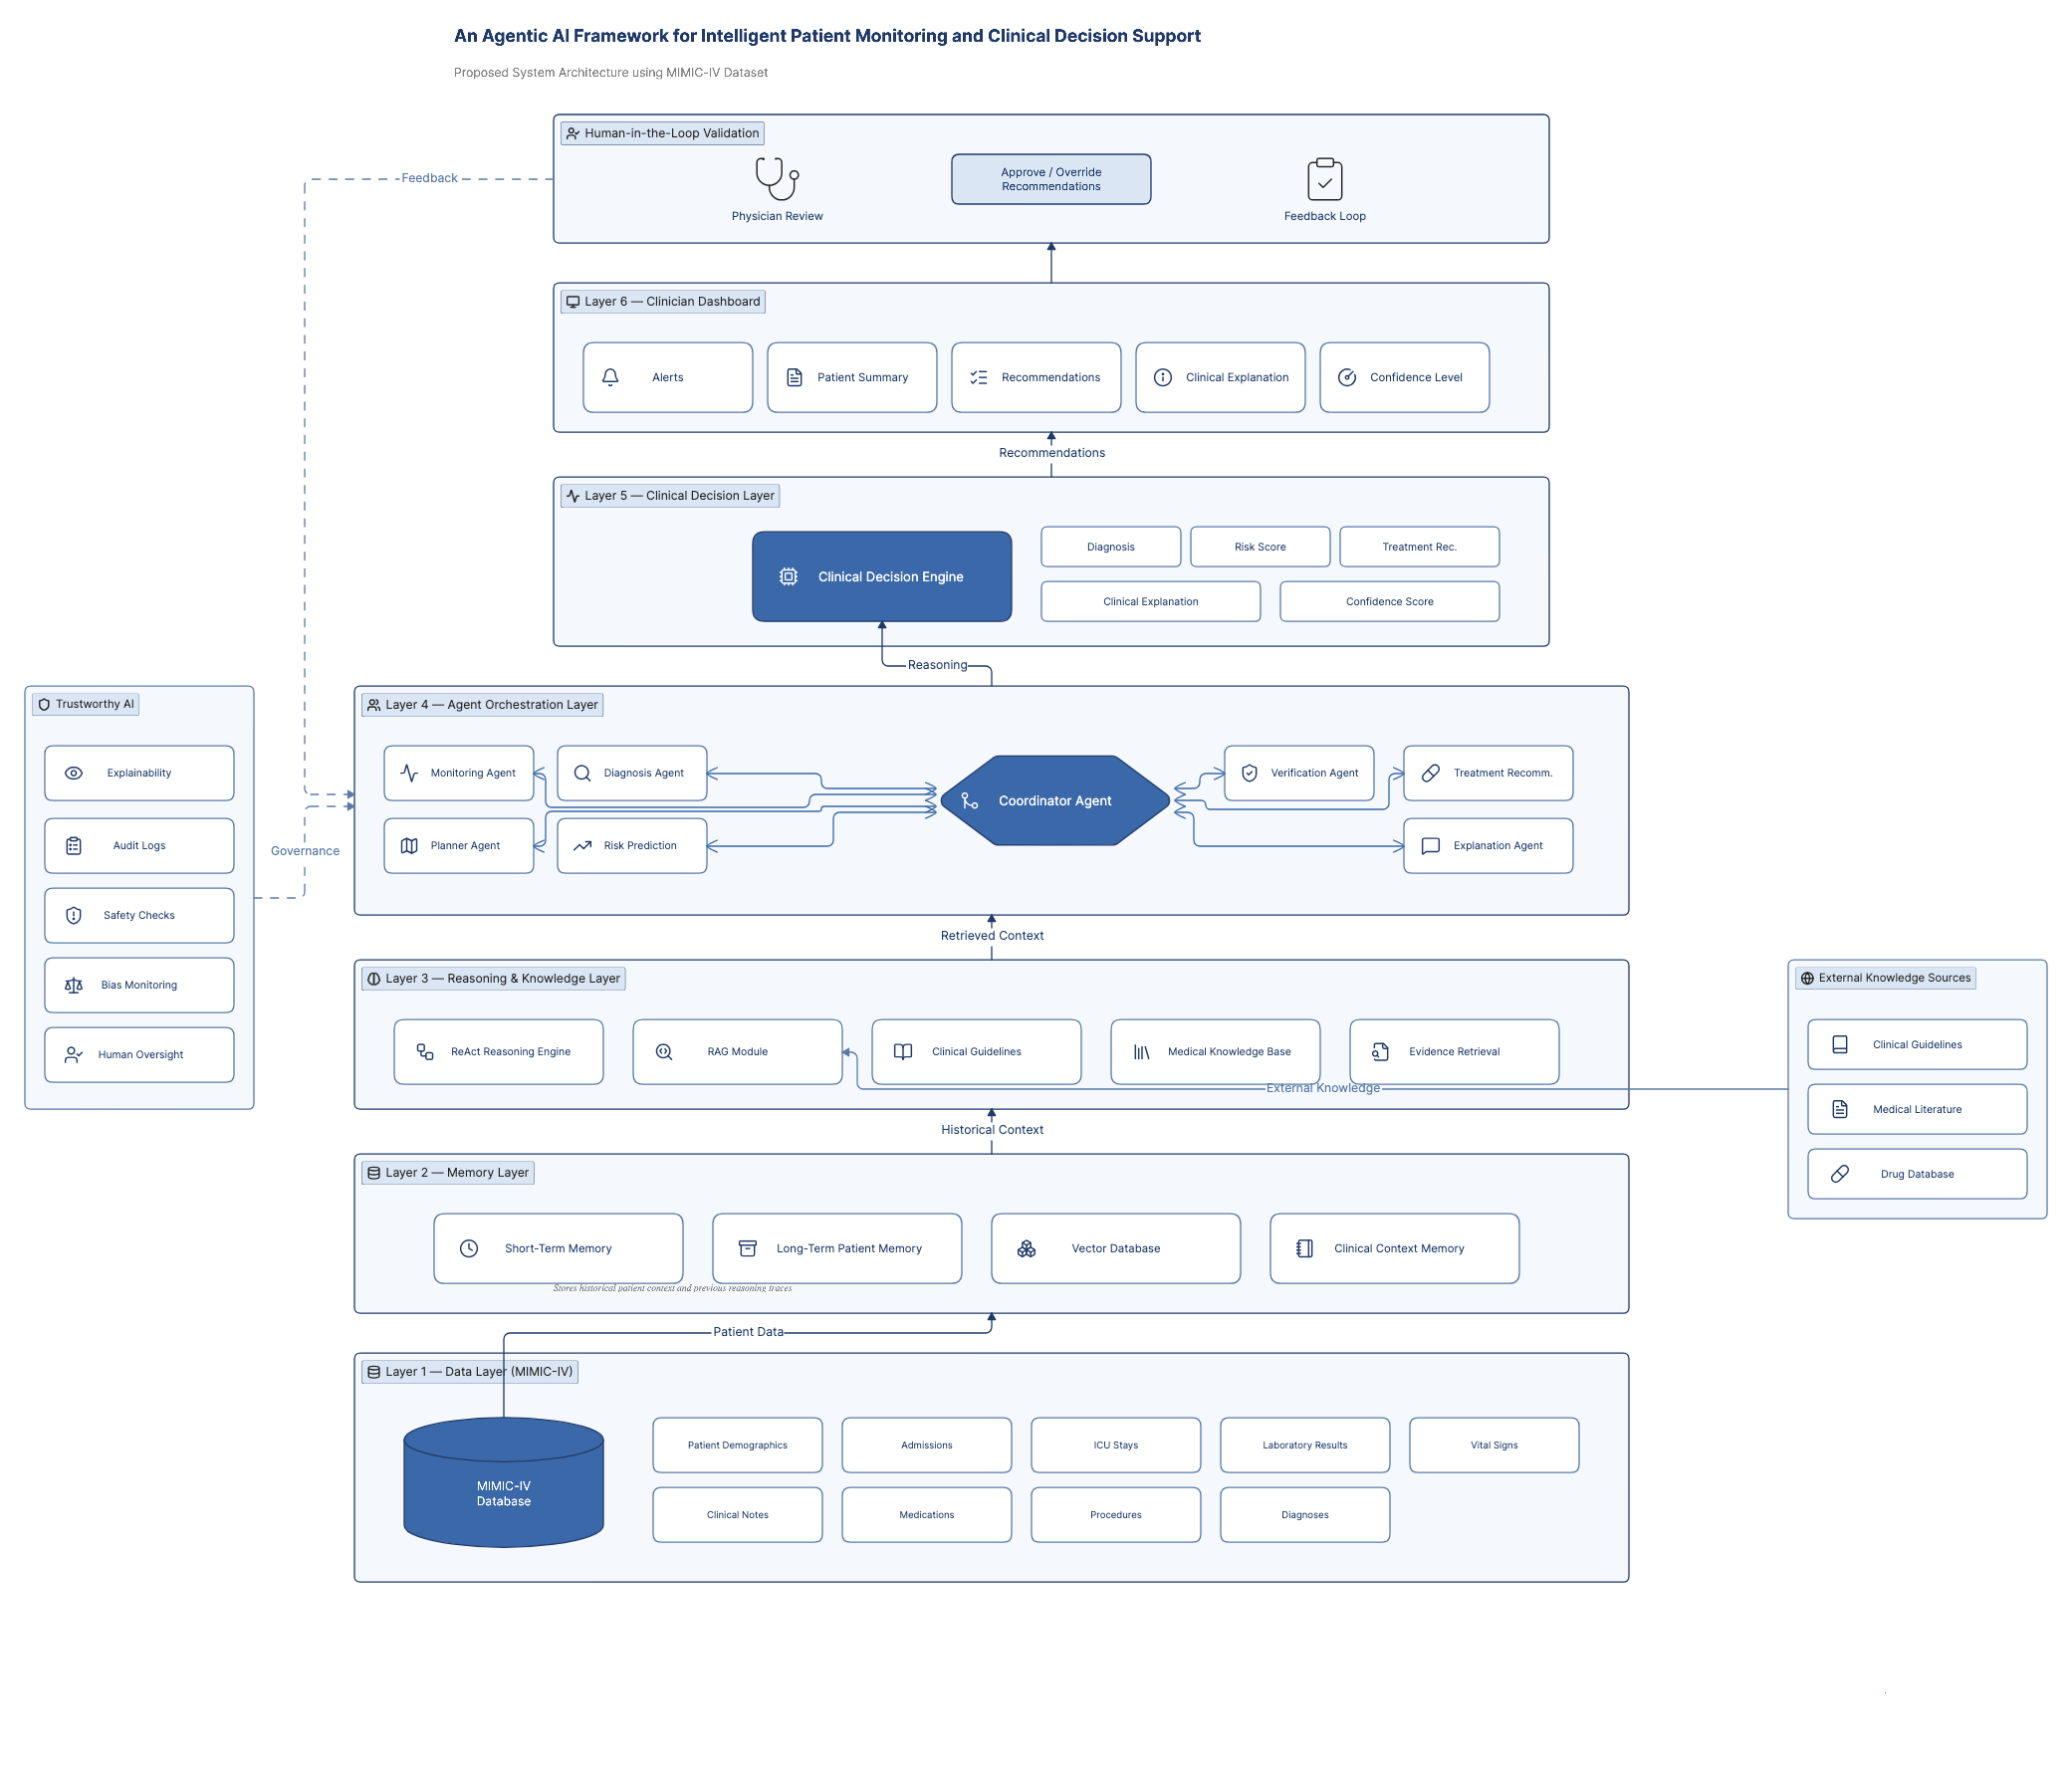 An Agentic AI Framework for Intelligent Patient Monitoring and Clinical Decision Support
Proposed System Architecture using MIMIC-IV Dataset
Human-in-the-Loop Validation
Feedback
Physician Review
Approve / Override
Recommendations
Feedback Loop
Layer 6 — Clinician Dashboard
Alerts
Patient Summary
Recommendations
Clinical Explanation
Confidence Level
Recommendations
Layer 5 — Clinical Decision Layer
Clinical Decision Engine
Diagnosis
Risk Score
Treatment Rec.
Clinical Explanation
Confidence Score
Reasoning
Trustworthy AI
Explainability
Audit Logs
Safety Checks
Bias Monitoring
Human Oversight
Governance
Layer 4 — Agent Orchestration Layer
Monitoring Agent
Diagnosis Agent
Coordinator Agent
Verification Agent
Treatment Recomm.
Planner Agent
Risk Prediction
Explanation Agent
Retrieved Context
Layer 3 — Reasoning & Knowledge Layer
ReAct Reasoning Engine
RAG Module
Clinical Guidelines
Medical Knowledge Base
Evidence Retrieval
External Knowledge
External Knowledge Sources
Clinical Guidelines
Medical Literature
Drug Database
Historical Context
Layer 2 — Memory Layer
Short-Term Memory
Long-Term Patient Memory
Vector Database
Clinical Context Memory
Stores historical patient context and previous reasoning traces
Patient Data
Layer 1 — Data Layer (MIMIC-IV)
MIMIC-IV
Database
Patient Demographics
Admissions
ICU Stays
Laboratory Results
Vital Signs
Clinical Notes
Medications
Procedures
Diagnoses